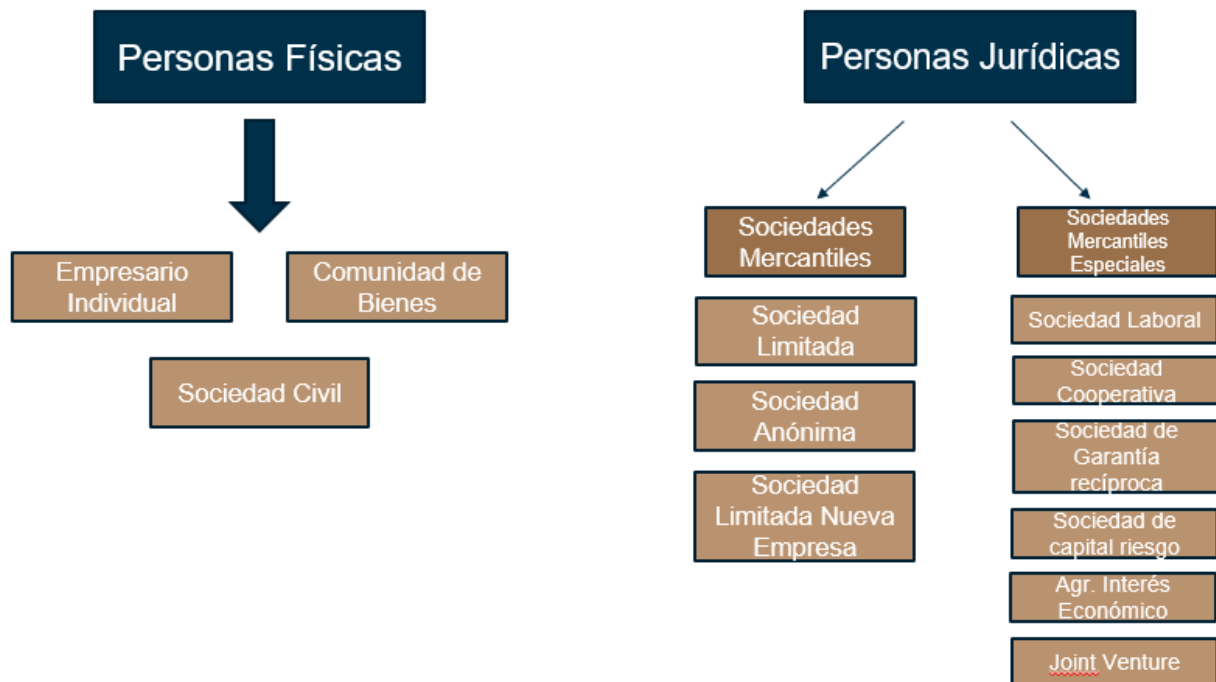 Personas Físicas
Empresario
Individual
Comunidad de
Bienes
Sociedad Civil
Personas Jurídicas
Sociedades
Mercantiles
Sociedad
Limitada
Sociedad
Anónima
Sociedad
Limitada Nueva
Empresa
Sociedades
Mercantiles
Especiales
Sociedad Laboral
Sociedad
Cooperativa
Sociedad de
Garantía
recíproca
Sociedad de
capital riesgo
Agr. Interés
Económico
Joint Venture